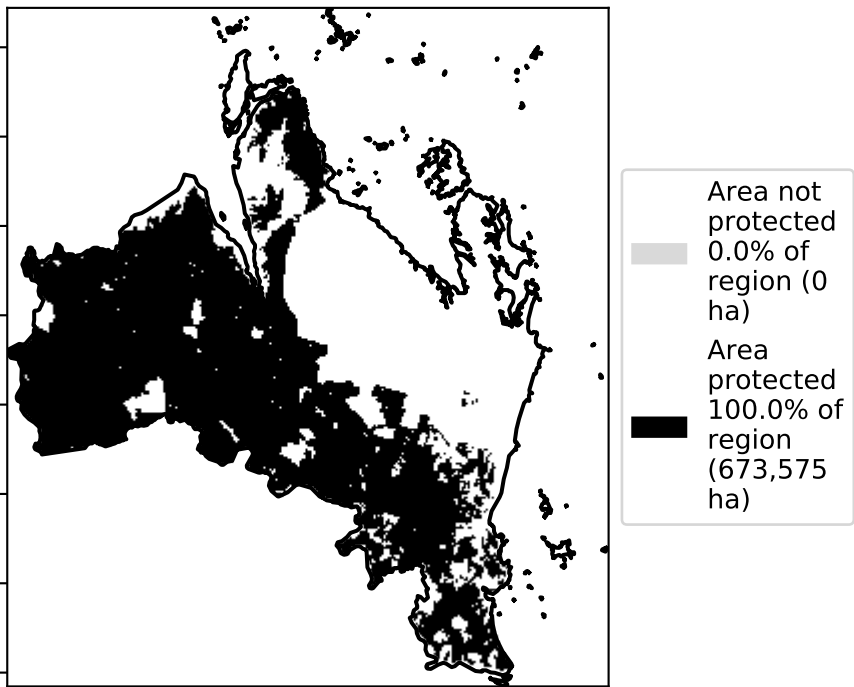 Area not
protected
0.0% of
region (0
ha)
Area
protected
100.0% of
region
(673,575
ha)